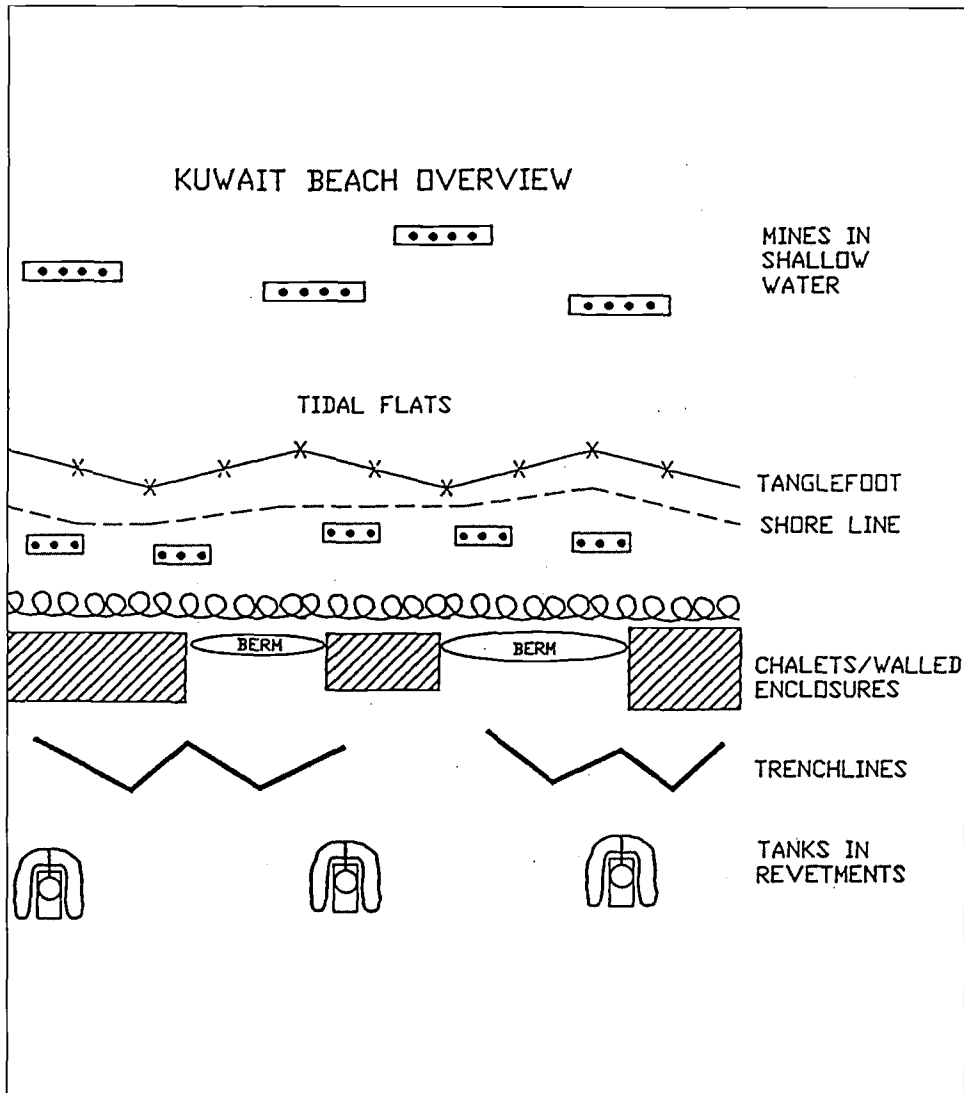 KUWAIT BEACH OVERVIEW
MINES IN
SHALLOW
WATER
TIDAL FLATS
TANGLEFOOT
SHORE LINE
BERM
BERM
CHALETS/WALLED
ENCLOSURES
TRENCHLINES
TANKS IN
REVETMENTS